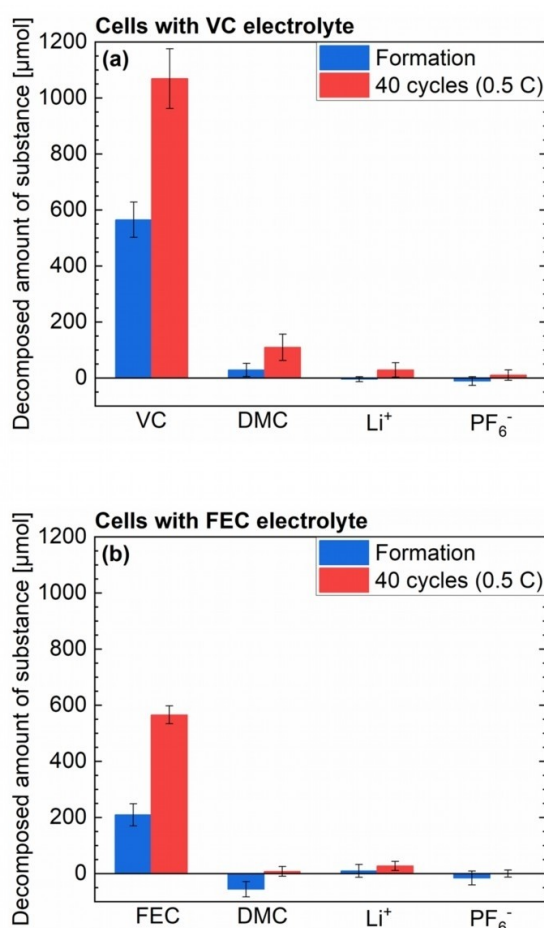 Cells with VC electrolyte
(a)
Formation
40 cycles (0.5 C)
Decomposed amount of substance [µmol]
1200
1000
800
600
400
200
0
VC DMC Li⁺ PF₆⁻
Cells with FEC electrolyte
(b)
Formation
40 cycles (0.5 C)
Decomposed amount of substance [µmol]
1200
1000
800
600
400
200
0
FEC DMC Li⁺ PF₆⁻